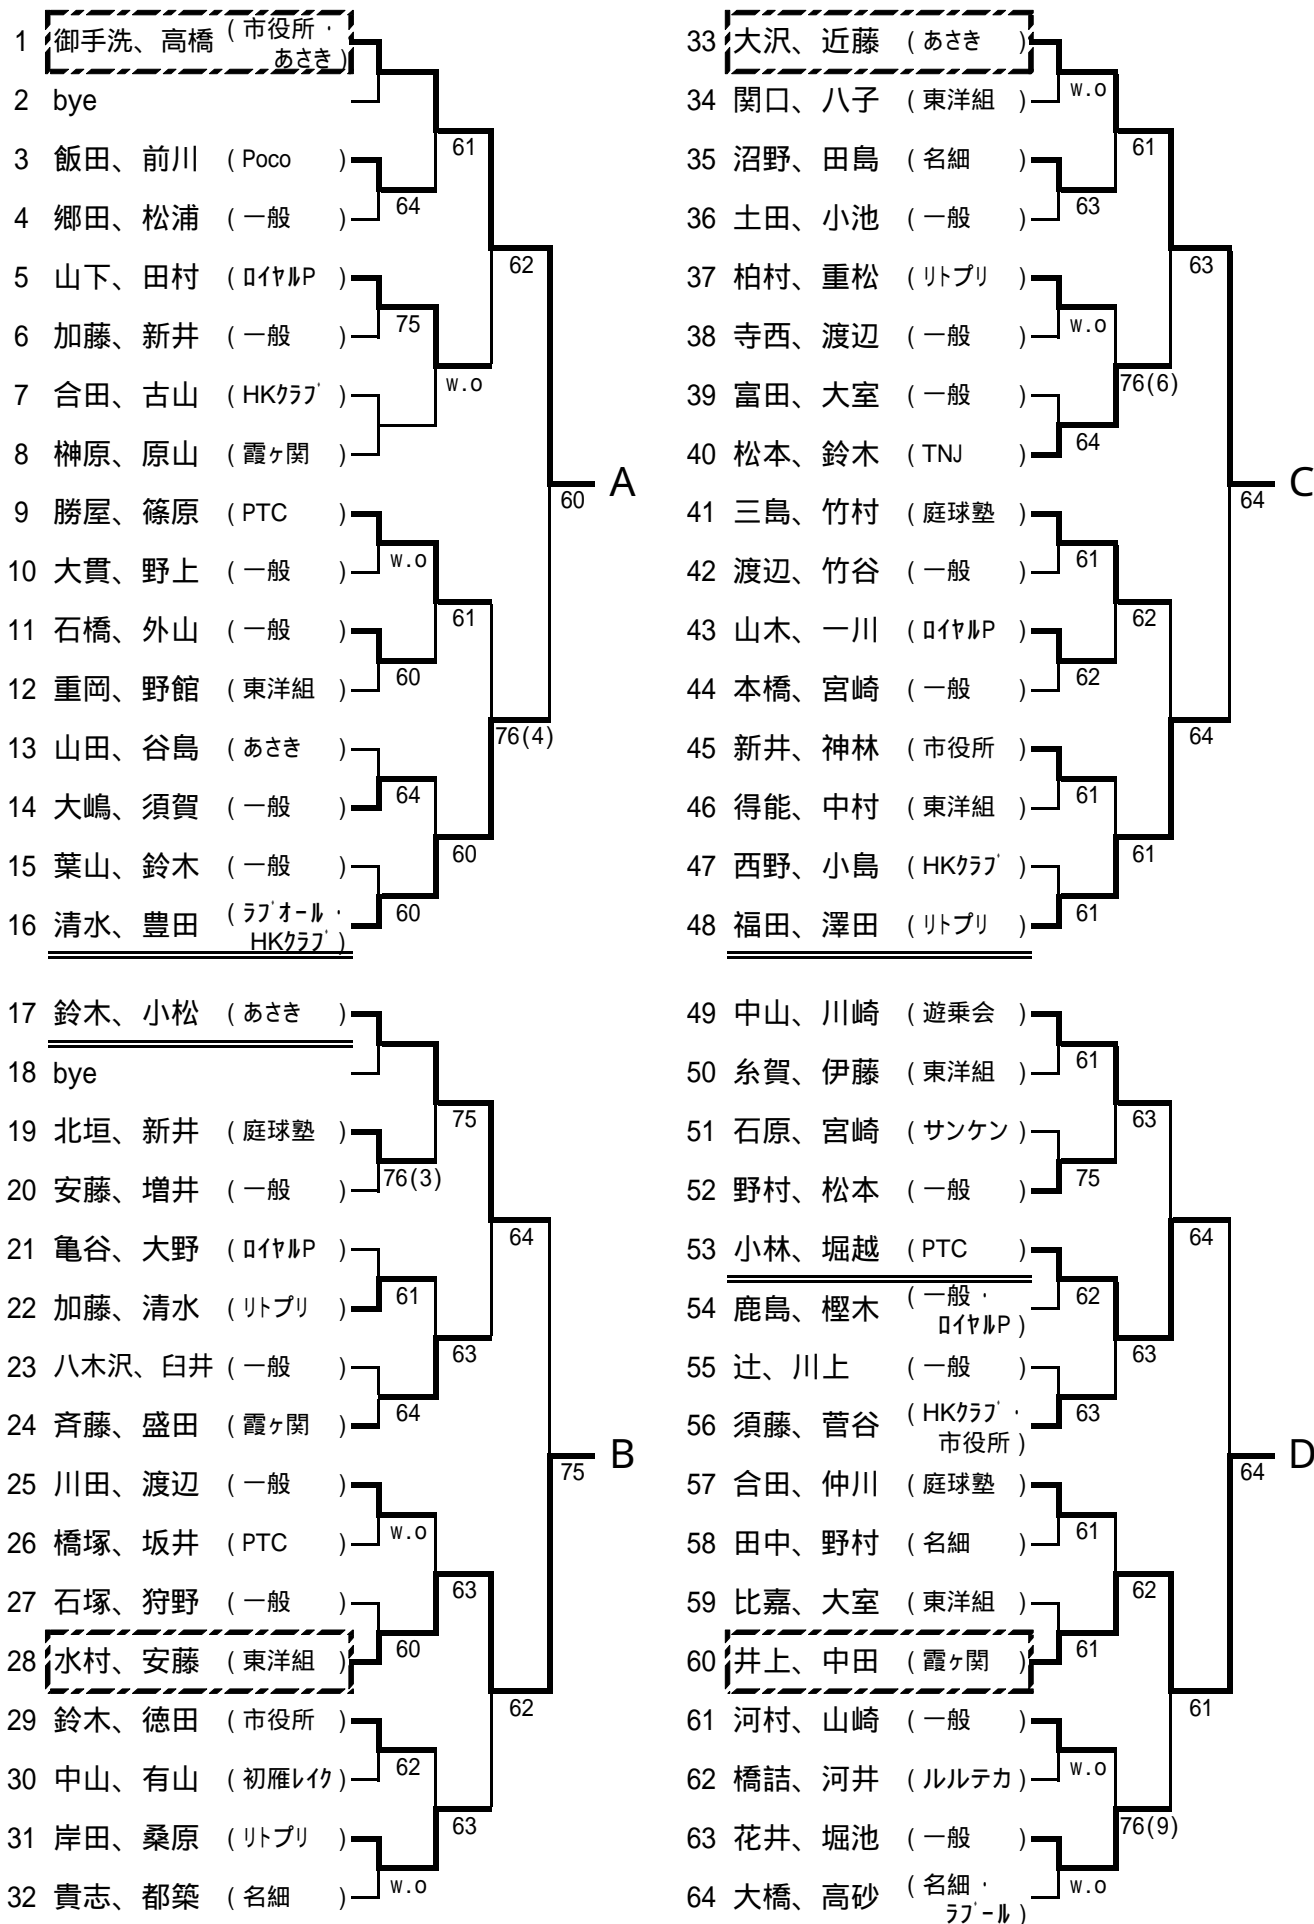 1 御手洗、高橋 (市役所・
あさき)
2 bye
61
3 飯田、前川 (Poco)
64
4 郷田、松浦 (一般)
62
5 山下、田村 (ﾛｲﾔﾙP)
75
6 加藤、新井 (一般)
w.o
7 合田、古山 (HKｸﾗﾌﾞ)
8 榊原、原山 (霞ヶ関)
60 A
9 勝屋、篠原 (PTC)
w.o
10 大貫、野上 (一般)
61
11 石橋、外山 (一般)
60
12 重岡、野館 (東洋組)
76(4)
13 山田、谷島 (あさき)
64
14 大嶋、須賀 (一般)
60
15 葉山、鈴木 (一般)
60
16 清水、豊田 (ﾗﾌﾞｵｰﾙ・
HKｸﾗﾌﾞ)
17 鈴木、小松 (あさき)
18 bye
75
19 北垣、新井 (庭球塾)
76(3)
20 安藤、増井 (一般)
64
21 亀谷、大野 (ﾛｲﾔﾙP)
61
22 加藤、清水 (ﾘﾄﾌﾟﾘ)
63
23 八木沢、臼井 (一般)
64
24 斉藤、盛田 (霞ヶ関)
75 B
25 川田、渡辺 (一般)
w.o
26 橋塚、坂井 (PTC)
63
27 石塚、狩野 (一般)
60
28 水村、安藤 (東洋組)
62
29 鈴木、徳田 (市役所)
62
30 中山、有山 (初雁ﾚｲｸ)
63
31 岸田、桑原 (ﾘﾄﾌﾟﾘ)
w.o
32 貴志、都築 (名細)
33 大沢、近藤 (あさき)
w.o
34 関口、八子 (東洋組)
61
35 沼野、田島 (名細)
63
36 土田、小池 (一般)
63
37 柏村、重松 (ﾘﾄﾌﾟﾘ)
w.o
38 寺西、渡辺 (一般)
76(6)
39 富田、大室 (一般)
64
40 松本、鈴木 (TNJ)
64 C
41 三島、竹村 (庭球塾)
61
42 渡辺、竹谷 (一般)
62
43 山木、一川 (ﾛｲﾔﾙP)
62
44 本橋、宮崎 (一般)
64
45 新井、神林 (市役所)
61
46 得能、中村 (東洋組)
61
47 西野、小島 (HKｸﾗﾌﾞ)
61
48 福田、澤田 (ﾘﾄﾌﾟﾘ)
49 中山、川崎 (遊乗会)
61
50 糸賀、伊藤 (東洋組)
63
51 石原、宮崎 (サンケン)
75
52 野村、松本 (一般)
64
53 小林、堀越 (PTC)
62
54 鹿島、樫木 (一般・
ﾛｲﾔﾙP)
63
55 辻、川上 (一般)
63
56 須藤、菅谷 (HKｸﾗﾌﾞ・
市役所)
64 D
57 合田、仲川 (庭球塾)
61
58 田中、野村 (名細)
62
59 比嘉、大室 (東洋組)
61
60 井上、中田 (霞ヶ関)
61
61 河村、山崎 (一般)
w.o
62 橋詰、河井 (ルルテカ)
76(9)
63 花井、堀池 (一般)
w.o
64 大橋、高砂 (名細・
ﾗﾌﾞｰﾙ)